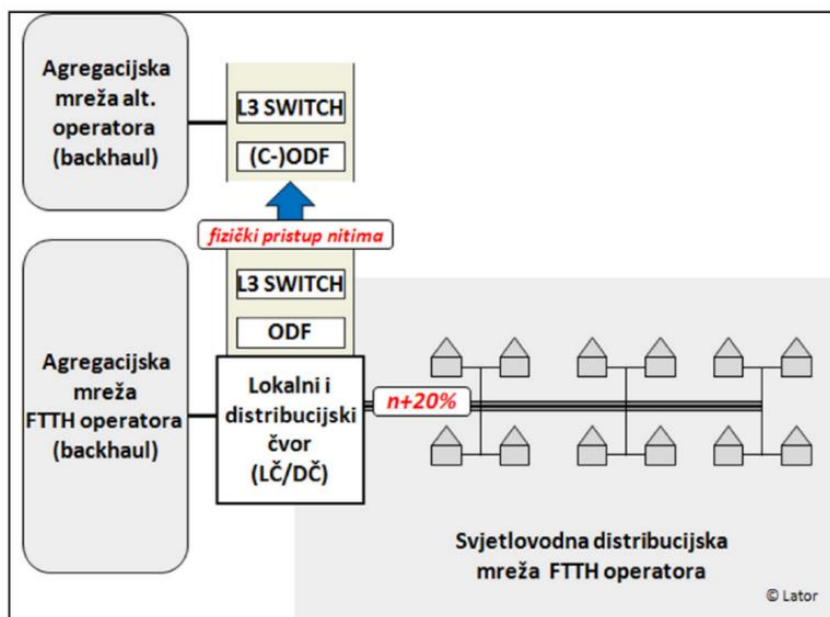 Agregacijska
mreža alt.
operatora
(backhaul)
L3 SWITCH
(C-)ODF
fizički pristup nitima
L3 SWITCH
ODF
Agregacijska
mreža
FTTH operatora
(backhaul)
Lokalni i
distribucijski
čvor
(LČ/DČ)
n+20%
Svjetlovodna distribucijska
mreža FTTH operatora
© Lator